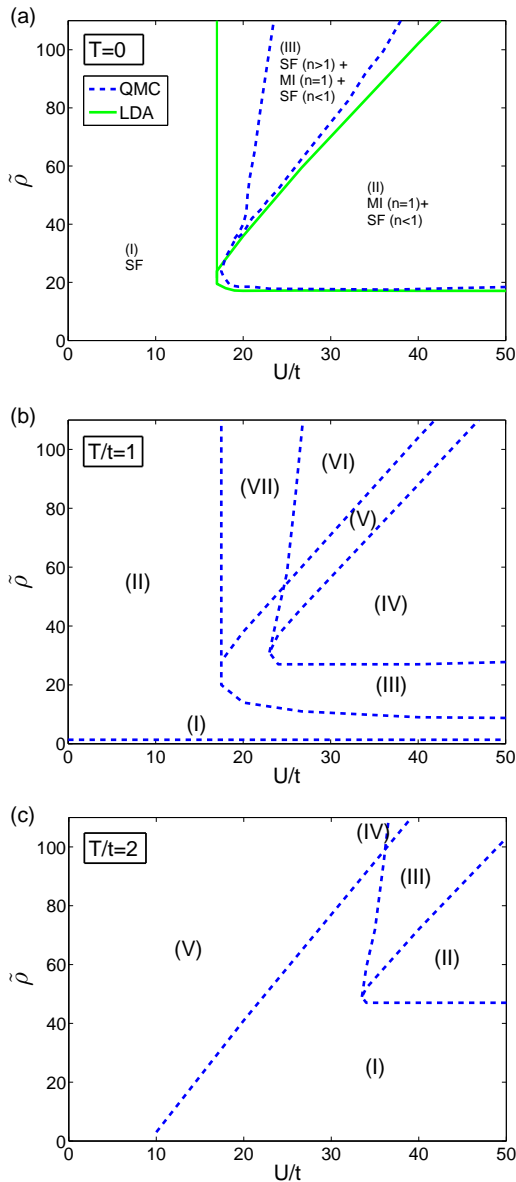 (a)
T=0
QMC
LDA
(III)
SF (n>1) +
MI (n=1) +
SF (n<1)
(II)
MI (n=1)+
SF (n<1)
(I)
SF
100
80
60
40
20
0
ρ̃
0 10 20 30 40 50
U/t
(b)
T/t=1
(VII)
(VI)
(V)
(II)
(IV)
(III)
(I)
100
80
60
40
20
0
ρ̃
0 10 20 30 40 50
U/t
(c)
T/t=2
(IV)
(III)
(V)
(II)
(I)
100
80
60
40
20
0
ρ̃
0 10 20 30 40 50
U/t